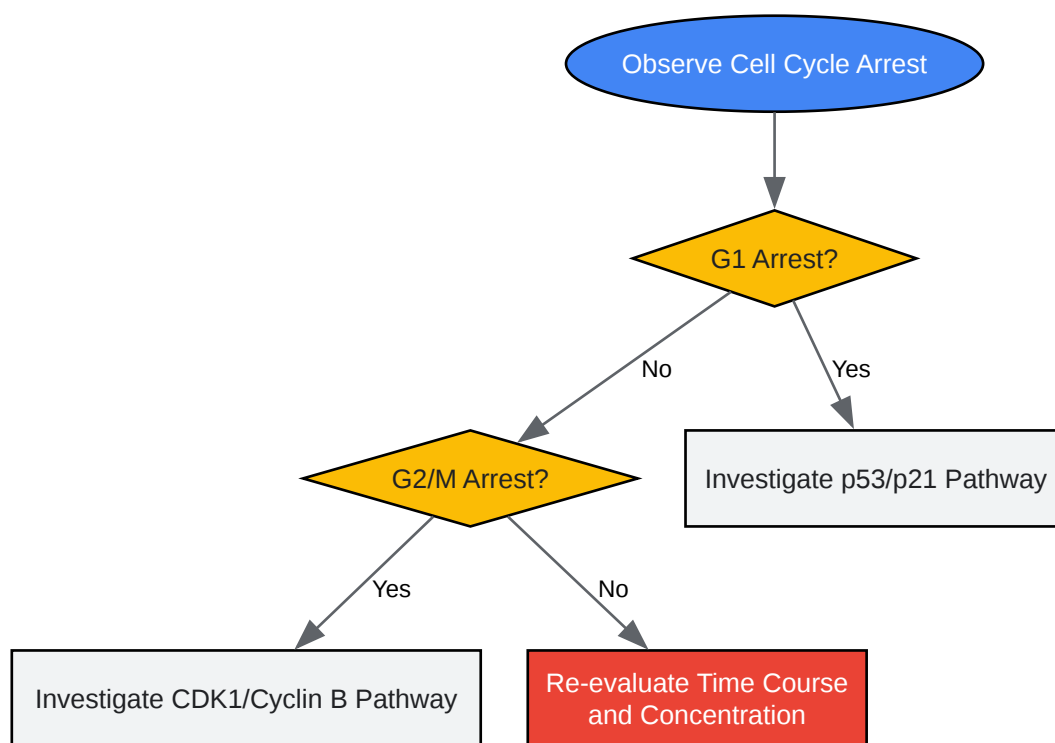 Observe Cell Cycle Arrest
G1 Arrest?
No
Yes
G2/M Arrest?
Investigate p53/p21 Pathway
Yes
No
Investigate CDK1/Cyclin B Pathway
Re-evaluate Time Course
and Concentration